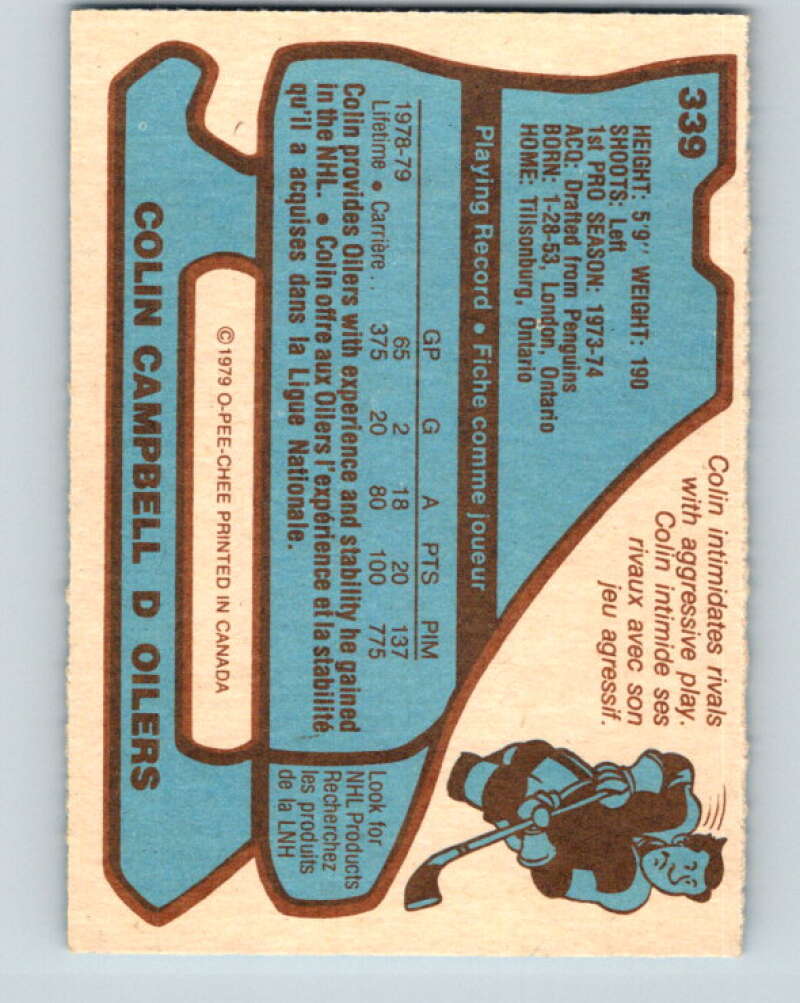 339
HEIGHT: 5'9" WEIGHT: 190
SHOOTS: Left
1st PRO SEASON: 1973-74
ACQ: Drafted from Penguins
BORN: 1-28-53, London, Ontario
HOME: Tilsonburg, Ontario
Colin intimidates rivals
with aggressive play.
Colin intimide ses
rivaux avec son
jeu agressif.
Playing Record • Fiche comme joueur
GP G A PTS PIM
1978-79 65 2 18 20 137
Lifetime • Carrière . . 375 20 80 100 775
Colin provides Oilers with experience and stability he gained
in the NHL. • Colin offre aux Oilers l'expérience et la stabilité
qu'il a acquises dans la Ligue Nationale.
Look for
NHL Products
Recherchez
les produits
de la LNH
©1979 O-PEE-CHEE PRINTED IN CANADA
COLIN CAMPBELL D OILERS